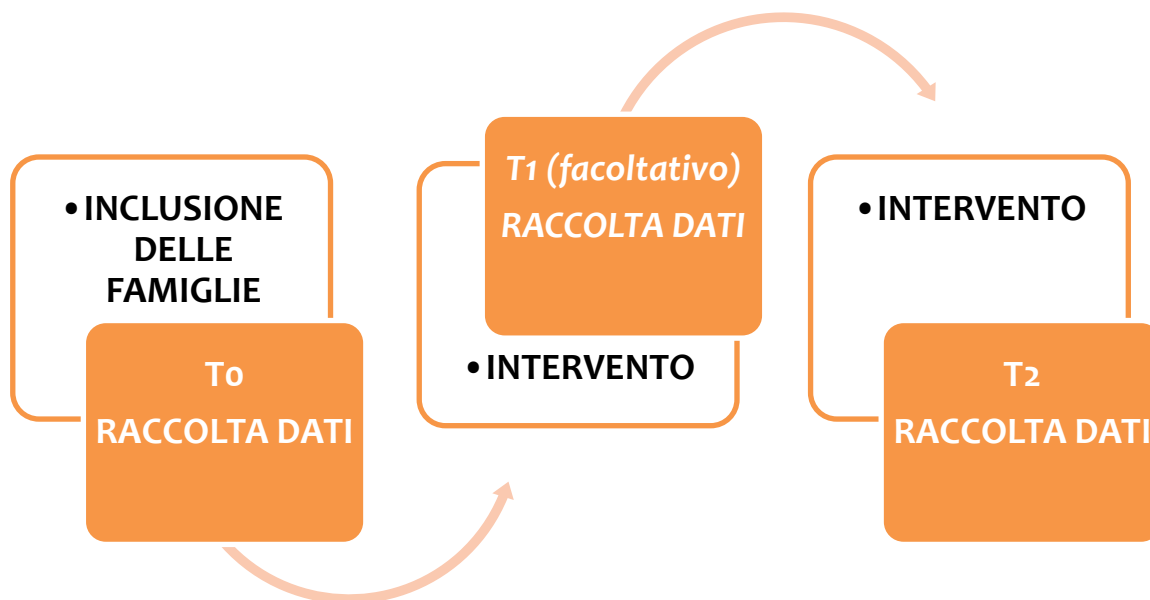 • INCLUSIONE
DELLE
FAMIGLIE
T0
RACCOLTA DATI
T1 (facoltativo)
RACCOLTA DATI
• INTERVENTO
• INTERVENTO
T2
RACCOLTA DATI